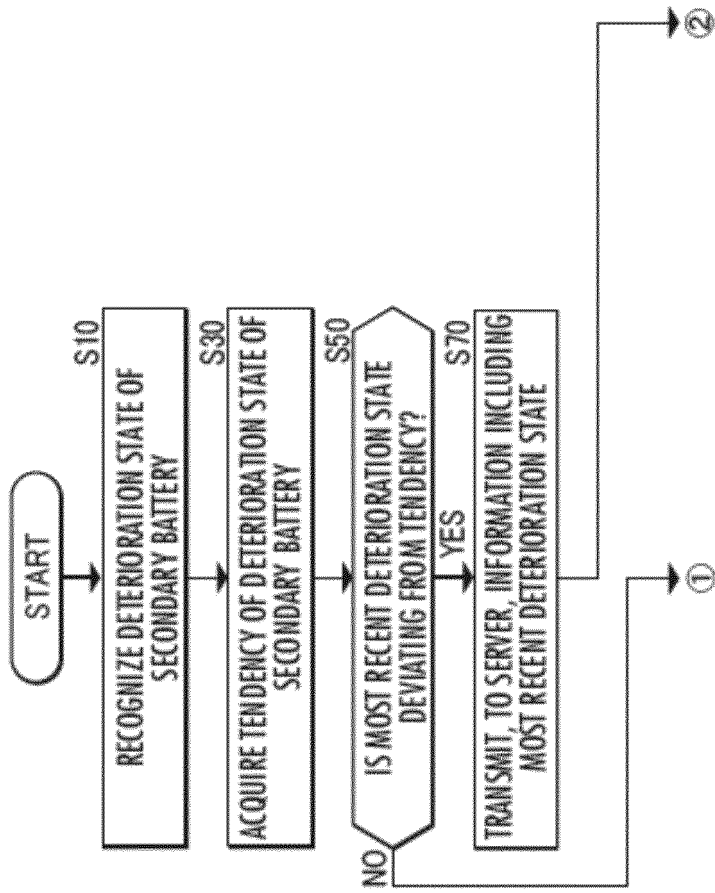 START
S10
RECOGNIZE DETERIORATION STATE OF
SECONDARY BATTERY
S30
ACQUIRE TENDENCY OF DETERIORATION STATE OF
SECONDARY BATTERY
S50
IS MOST RECENT DETERIORATION STATE
DEVIATING FROM TENDENCY?
NO
YES
S70
TRANSMIT, TO SERVER, INFORMATION INCLUDING
MOST RECENT DETERIORATION STATE
①
②